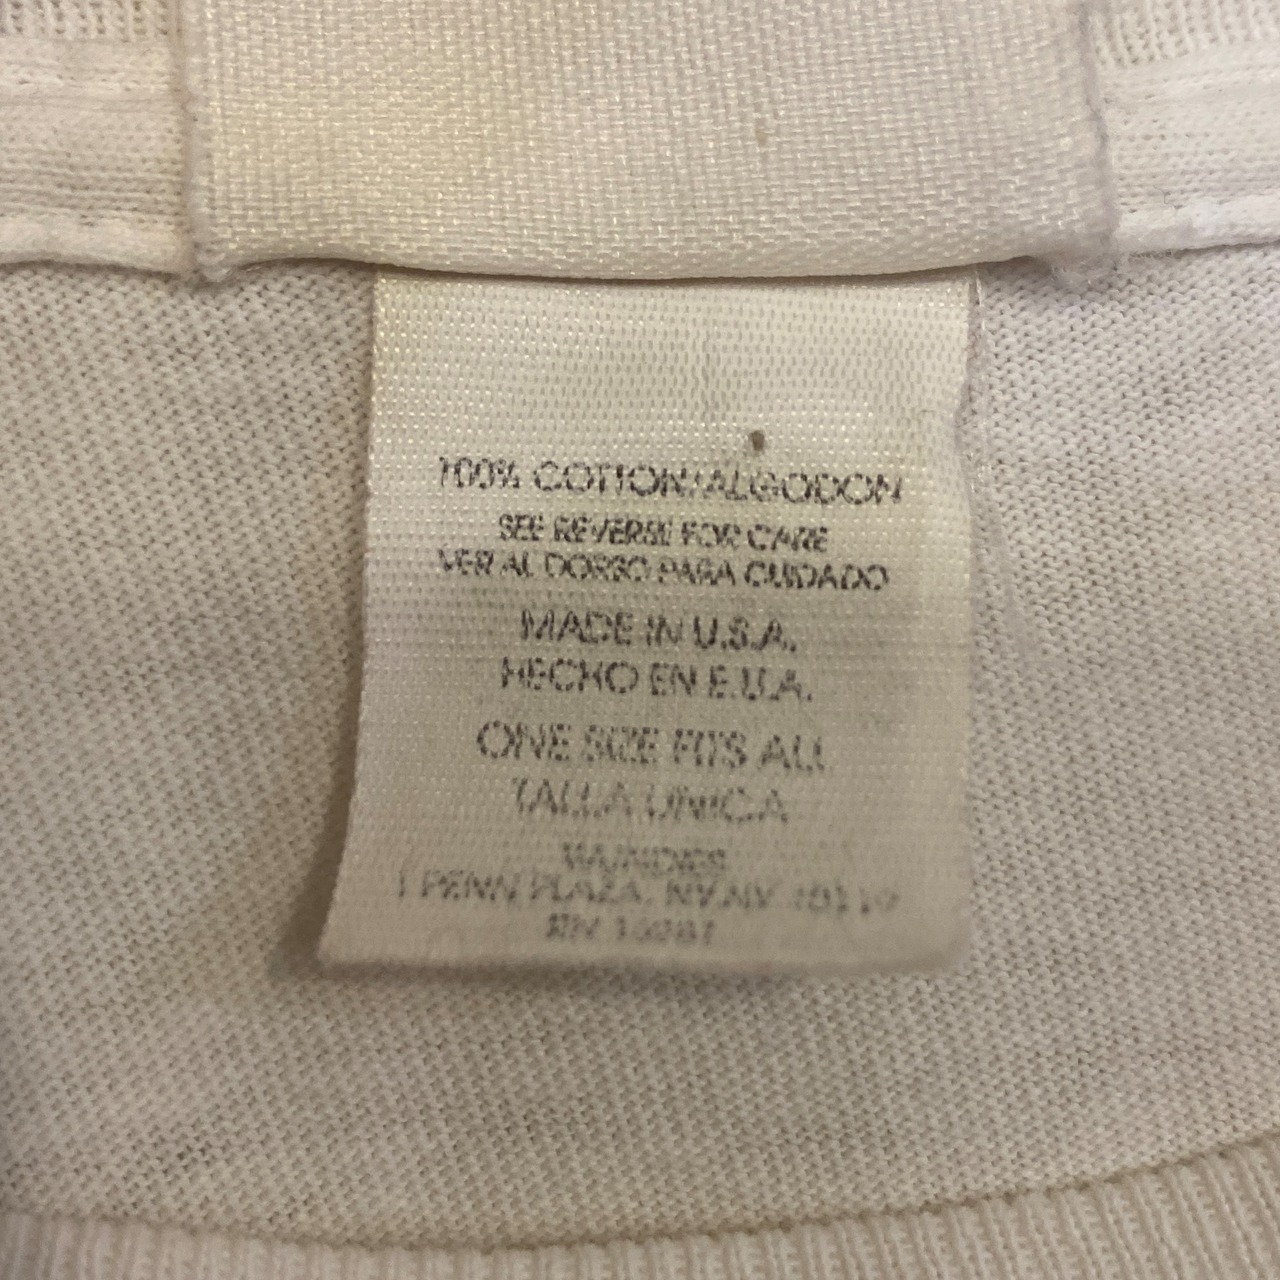 100% COTTON/ALGODON
SEE REVERSE FOR CARE
VER AL DORSO PARA CUIDADO
MADE IN U.S.A.
HECHO EN E.U.A.
ONE SIZE FITS ALL
TALLA UNICA
1 PENN PLAZA, NY.NY 10119
RN